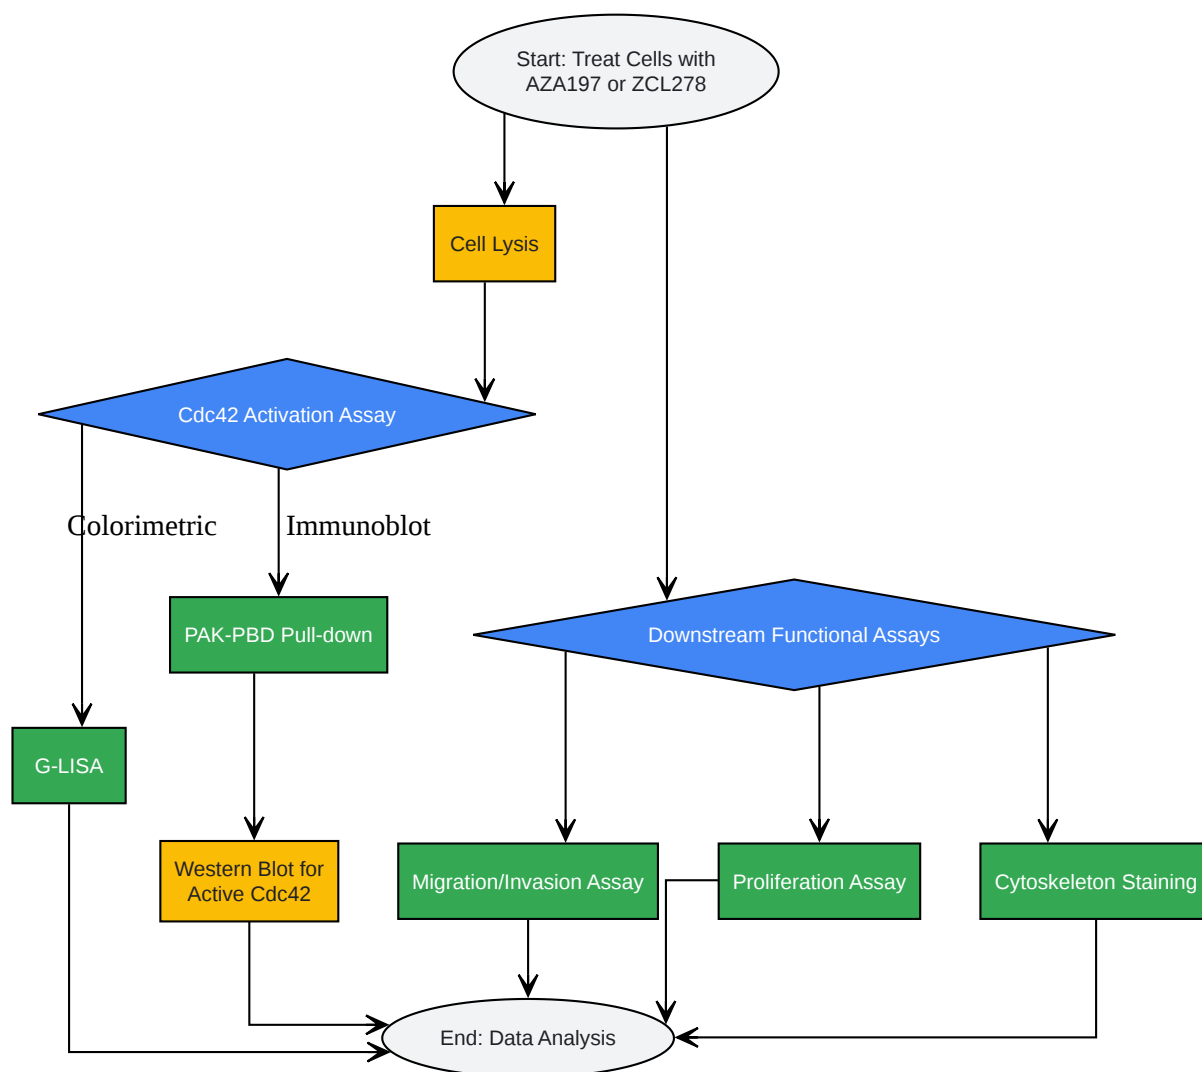 Start: Treat Cells with
AZA197 or ZCL278
Cell Lysis
Cdc42 Activation Assay
Colorimetric
Immunoblot
PAK-PBD Pull-down
Downstream Functional Assays
G-LISA
Western Blot for
Active Cdc42
Migration/Invasion Assay
Proliferation Assay
Cytoskeleton Staining
End: Data Analysis